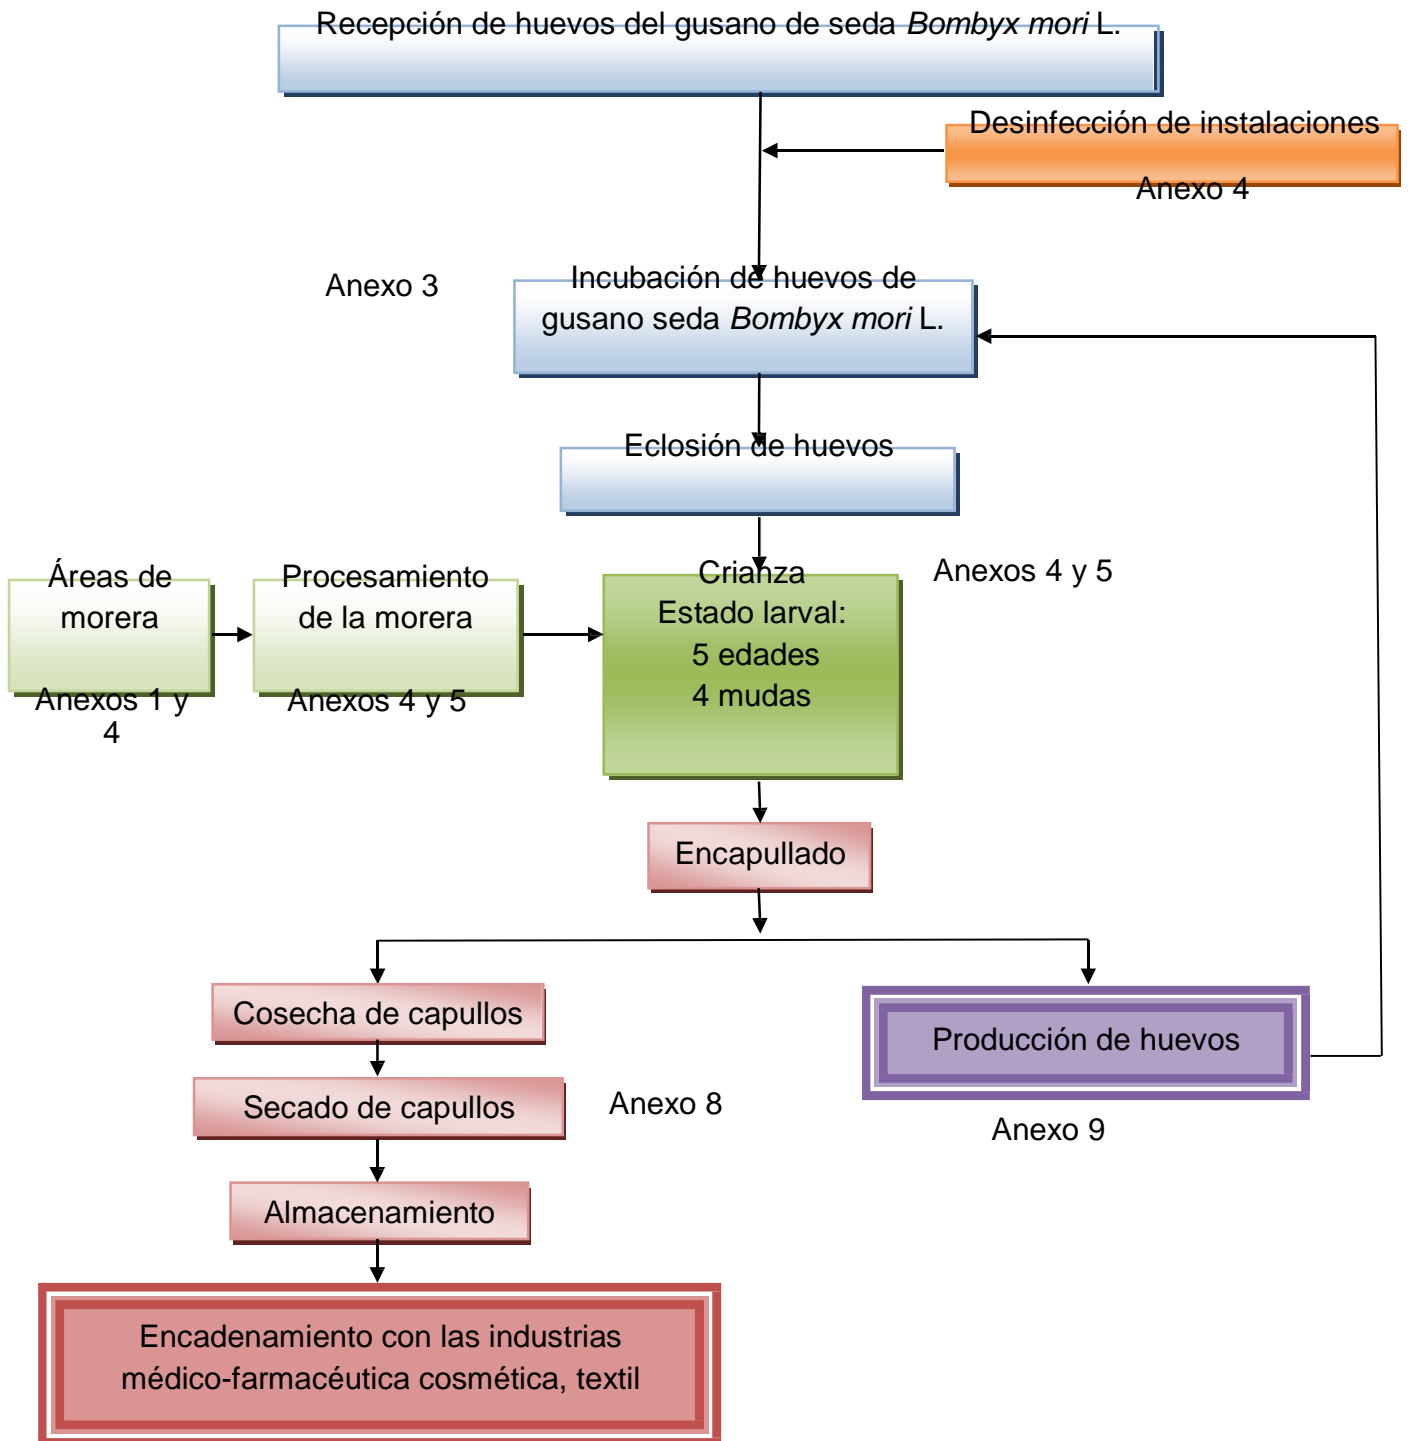 Recepción de huevos del gusano de seda Bombyx mori L.
Desinfección de instalaciones
Anexo 4
Anexo 3
Incubación de huevos de
gusano seda Bombyx mori L.
Eclosión de huevos
Áreas de
morera
Anexos 1 y
4
Procesamiento
de la morera
Anexos 4 y 5
Crianza
Estado larval:
5 edades
4 mudas
Anexos 4 y 5
Encapullado
Cosecha de capullos
Secado de capullos
Anexo 8
Almacenamiento
Producción de huevos
Anexo 9
Encadenamiento con las industrias
médico-farmacéutica cosmética, textil